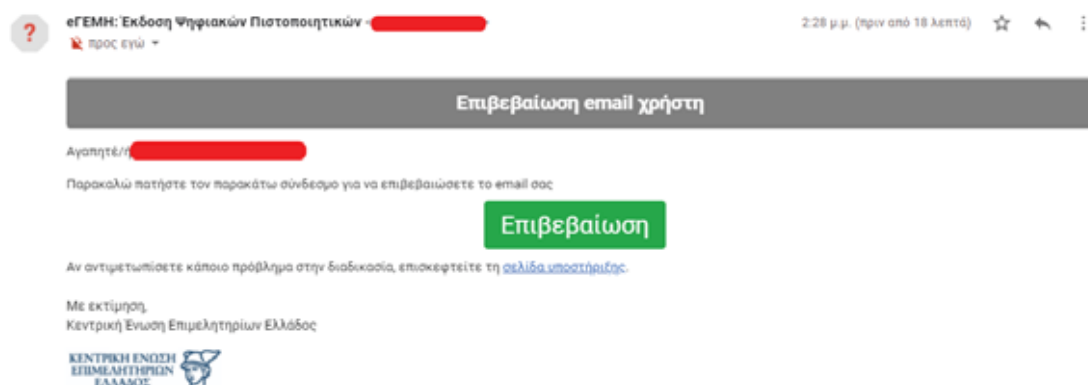 ?
eΓΕΜΗ: Έκδοση Ψηφιακών Πιστοποιητικών
2:28 μ.μ. (πριν από 18 λεπτά)
προς εγώ
Επιβεβαίωση email χρήστη
Αγαπητέ/ή
Παρακαλώ πατήστε τον παρακάτω σύνδεσμο για να επιβεβαιώσετε το email σας
Επιβεβαίωση
Αν αντιμετωπίσετε κάποιο πρόβλημα στην διαδικασία, επισκεφτείτε τη σελίδα υποστήριξης.
Με εκτίμηση,
Κεντρική Ένωση Επιμελητηρίων Ελλάδος
ΚΕΝΤΡΙΚΗ ΕΝΩΣΗ
ΕΠΙΜΕΛΗΤΗΡΙΩΝ
ΕΛΛΑΔΟΣ